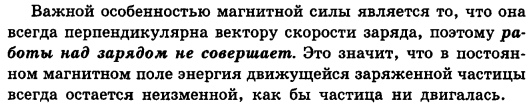 Важной особенностью магнитной силы является то, что она
всегда перпендикулярна вектору скорости заряда, поэтому ра-
боты над зарядом не совершает. Это значит, что в постоян-
ном магнитном поле энергия движущейся заряженной частицы
всегда остается неизменной, как бы частица ни двигалась.